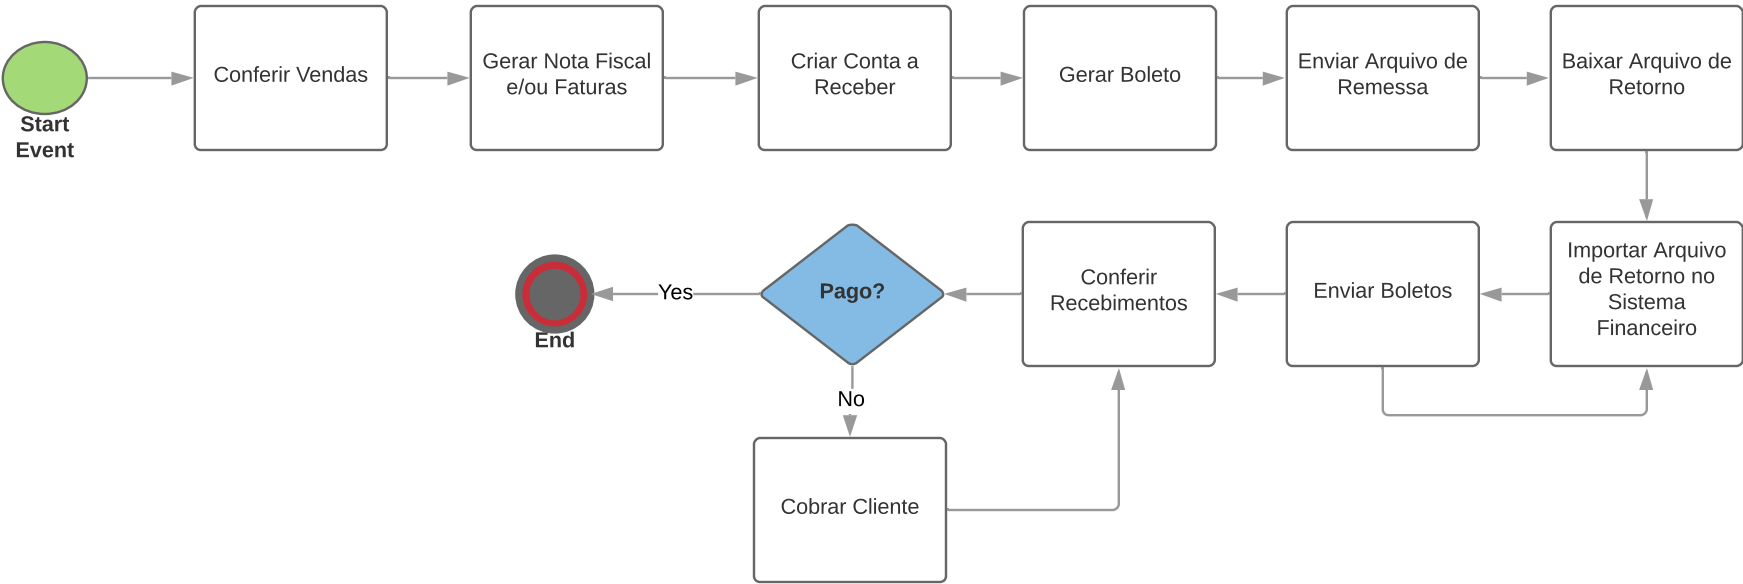 Start
Event
Conferir Vendas
Gerar Nota Fiscal
e/ou Faturas
Criar Conta a
Receber
Gerar Boleto
Enviar Arquivo de
Remessa
Baixar Arquivo de
Retorno
Importar Arquivo
de Retorno no
Sistema
Financeiro
Enviar Boletos
Conferir
Recebimentos
Pago?
Yes
End
No
Cobrar Cliente